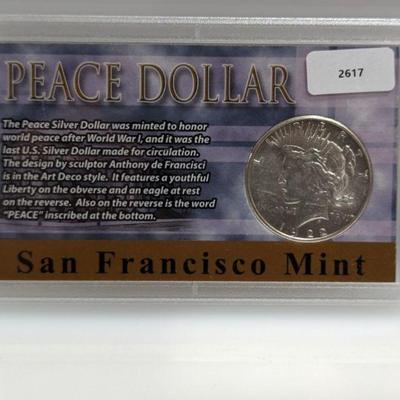 PEACE DOLLAR
2617
The Peace Silver Dollar was minted to honor
world peace after World War I, and it was the
last U.S. Silver Dollar made for circulation.
The design by sculptor Anthony de Francisci
is in the Art Deco style. It features a youthful
Liberty on the obverse and an eagle at rest
on the reverse. Also on the reverse is the word
"PEACE" inscribed at the bottom.
1922
San Francisco Mint